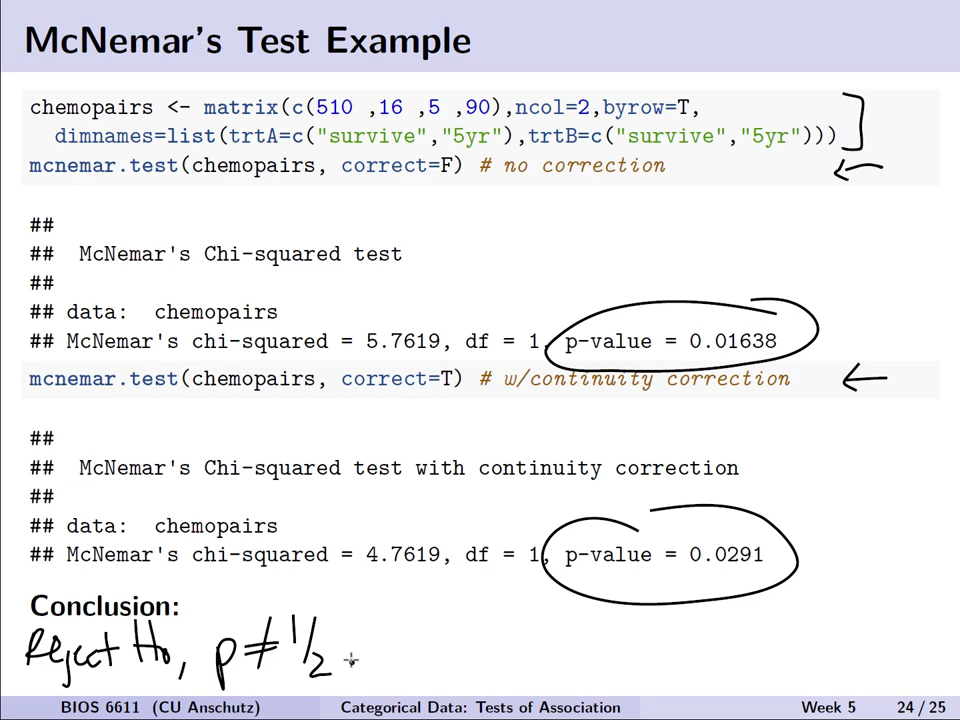 McNemar's Test Example
chemopairs <- matrix(c(510 ,16 ,5 ,90),ncol=2,byrow=T,
dimnames=list(trtA=c("survive","5yr"),trtB=c("survive","5yr")))
mcnemar.test(chemopairs, correct=F) # no correction
##
## McNemar's Chi-squared test
##
## data: chemopairs
## McNemar's chi-squared = 5.7619, df = 1, p-value = 0.01638
mcnemar.test(chemopairs, correct=T) # w/continuity correction
##
## McNemar's Chi-squared test with continuity correction
##
## data: chemopairs
## McNemar's chi-squared = 4.7619, df = 1, p-value = 0.0291
Conclusion:
Reject Ho, p ≠ 1/2
BIOS 6611 (CU Anschutz) Categorical Data: Tests of Association Week 5 24 / 25